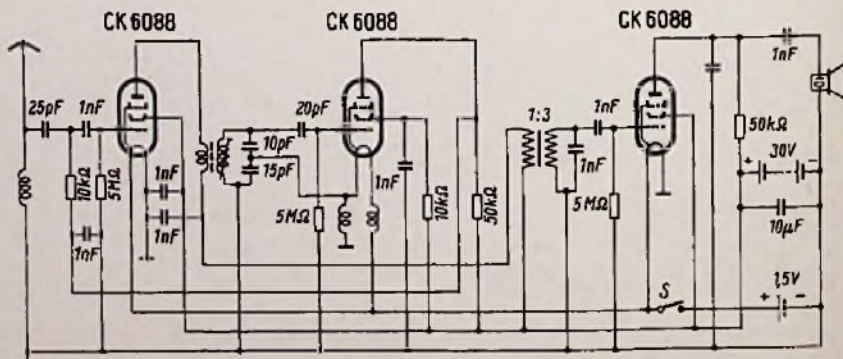 CK 6088
CK 6088
CK 6088
25pF
1nF
20pF
1:3
1nF
1nF
10pF
15pF
1nF
50kΩ
30V
+ −
10kΩ
5MΩ
1nF
1nF
1nF
1nF
5MΩ
10kΩ
50kΩ
5MΩ
10μF
S
1,5V
+ −